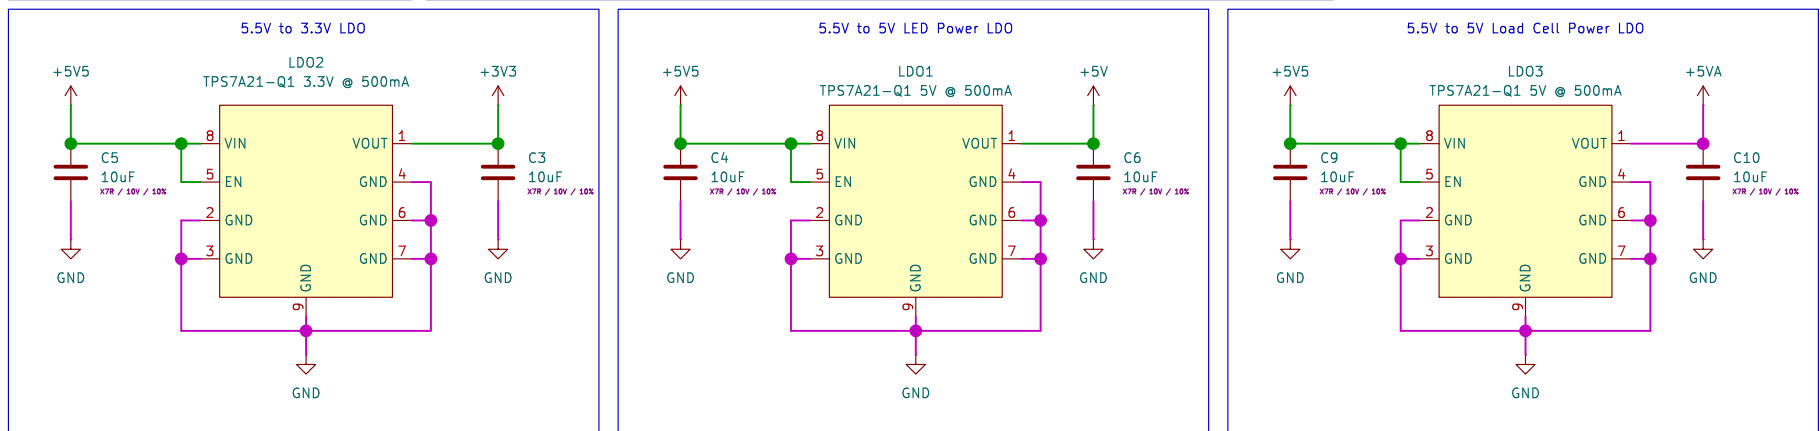 5.5V to 3.3V LDO
LDO2
TPS7A21-Q1 3.3V @ 500mA
+5V5
+3V3
8
VIN
VOUT
1
C5
10uF
X7R / 10V / 10%
5
EN
GND
4
C3
10uF
X7R / 10V / 10%
2
GND
GND
6
3
GND
GND
7
GND
9
GND
GND
GND
5.5V to 5V LED Power LDO
LDO1
TPS7A21-Q1 5V @ 500mA
+5V5
+5V
8
VIN
VOUT
1
C4
10uF
X7R / 10V / 10%
5
EN
GND
4
C6
10uF
X7R / 10V / 10%
2
GND
GND
6
3
GND
GND
7
GND
9
GND
GND
GND
5.5V to 5V Load Cell Power LDO
LDO3
TPS7A21-Q1 5V @ 500mA
+5V5
+5VA
8
VIN
VOUT
1
C9
10uF
X7R / 10V / 10%
5
EN
GND
4
C10
10uF
X7R / 10V / 10%
2
GND
GND
6
3
GND
GND
7
GND
9
GND
GND
GND